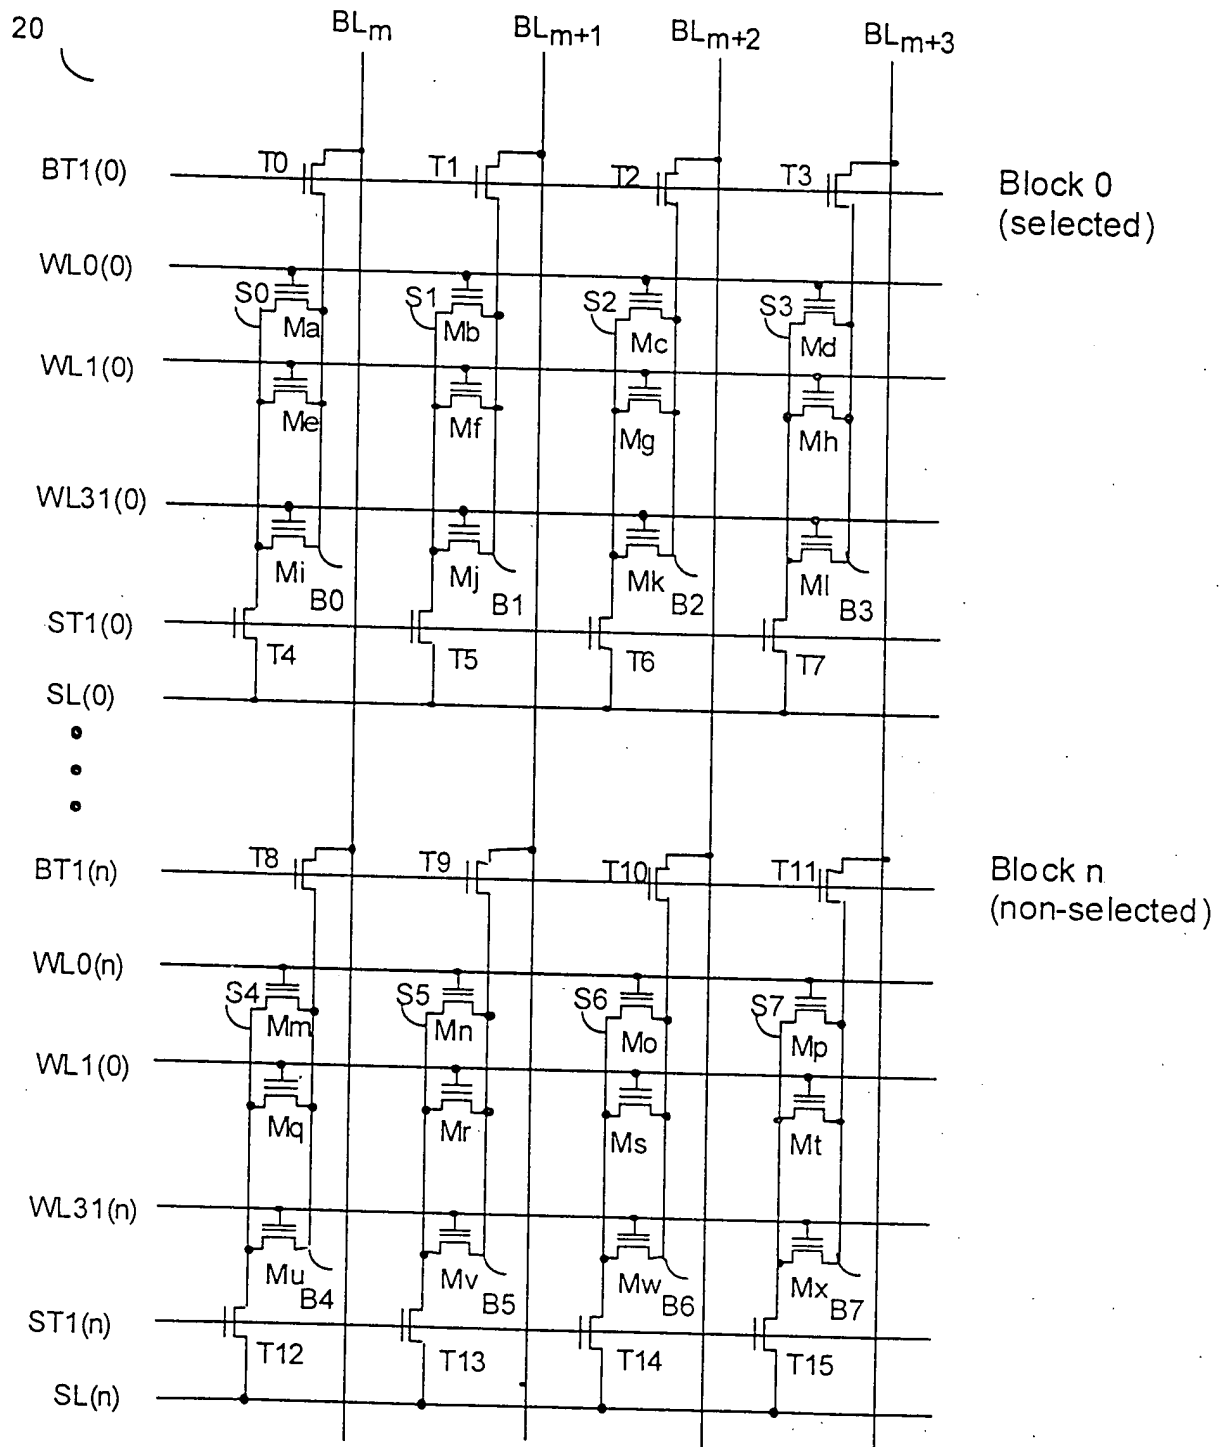 20
BLm BLm+1 BLm+2 BLm+3
BT1(0) T0 T1 T2 T3
Block 0
(selected)
WL0(0)
S0 S1 S2 S3
Ma Mb Mc Md
WL1(0)
Me Mf Mg Mh
WL31(0)
Mi Mj Mk Ml
B0 B1 B2 B3
ST1(0)
T4 T5 T6 T7
SL(0)
BT1(n) T8 T9 T10 T11
Block n
(non-selected)
WL0(n)
S4 S5 S6 S7
Mm Mn Mo Mp
WL1(0)
Mq Mr Ms Mt
WL31(n)
Mu Mv Mw Mx
B4 B5 B6 B7
ST1(n)
T12 T13 T14 T15
SL(n)